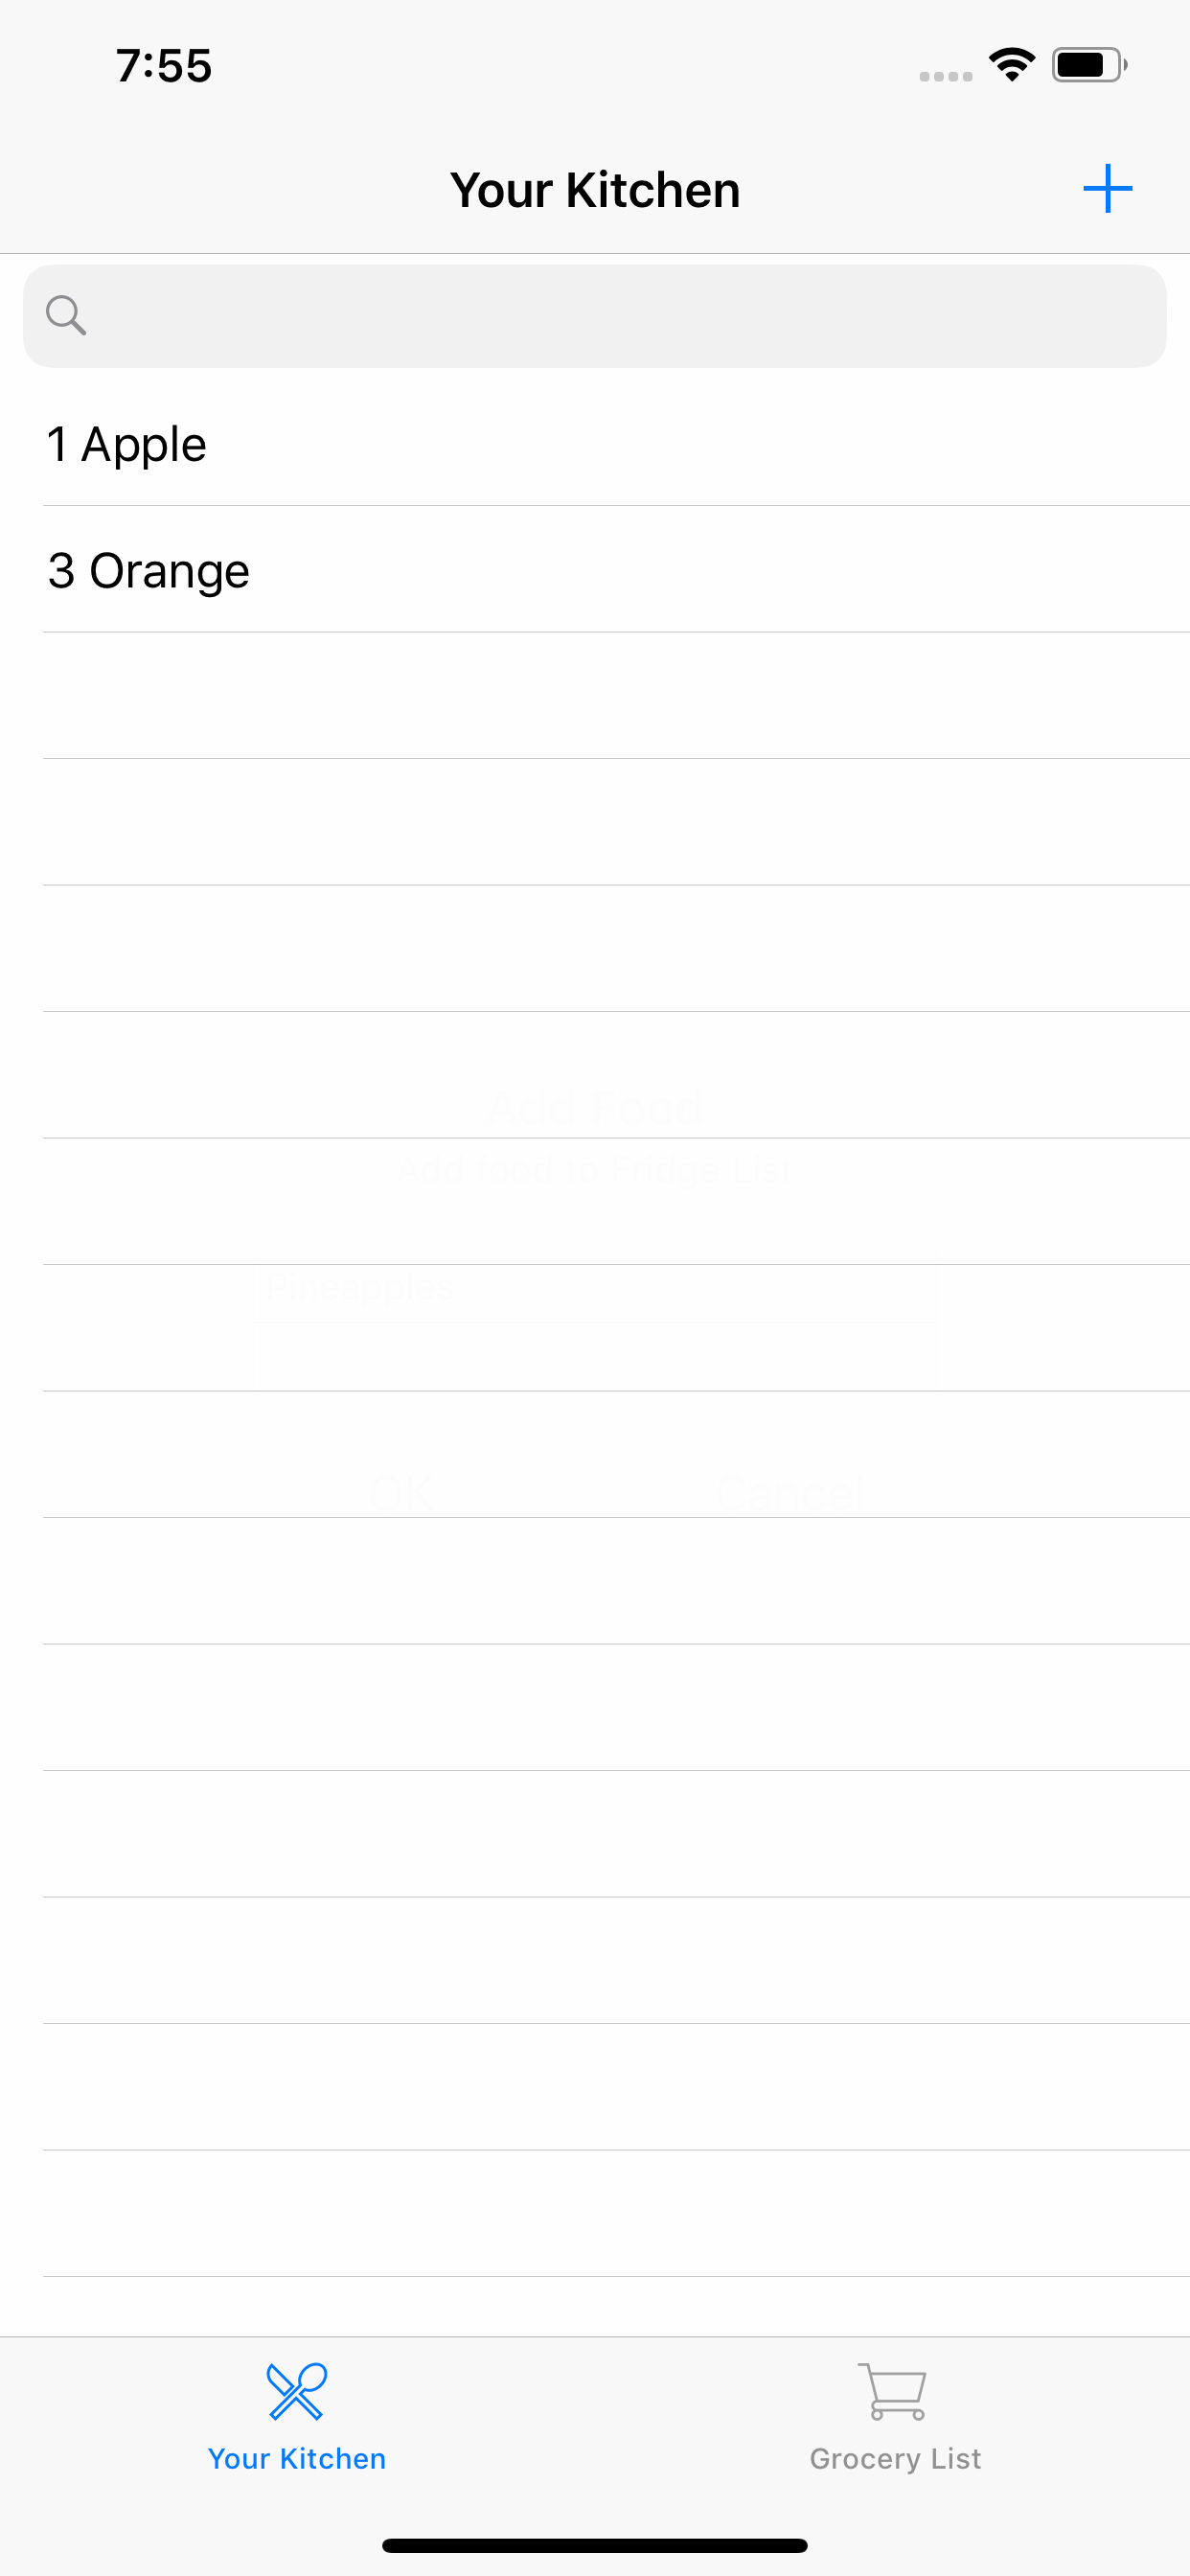 7:55
Your Kitchen
1 Apple
3 Orange
Add Food
Add food to Fridge List
Pineapples
OK Cancel
Your Kitchen Grocery List